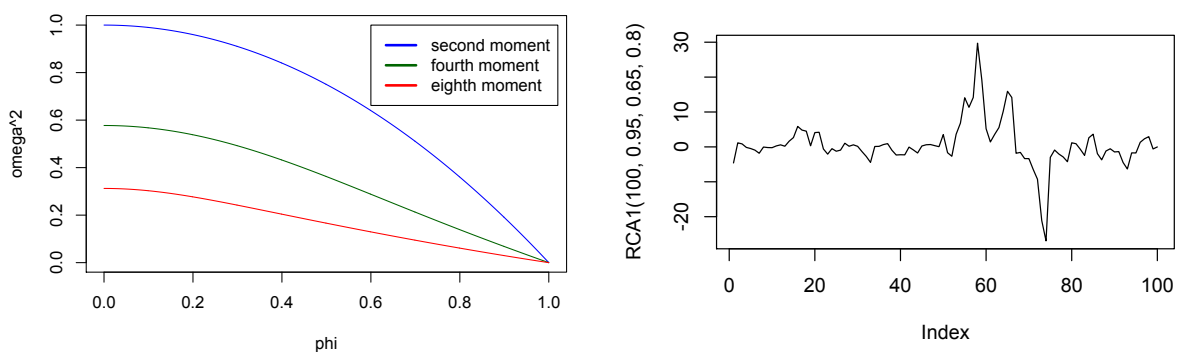 omega^2
0.0 0.2 0.4 0.6 0.8 1.0
second moment
fourth moment
eighth moment
0.0 0.2 0.4 0.6 0.8 1.0
phi
RCA1(100, 0.95, 0.65, 0.8)
-20 0 10 30
0 20 40 60 80 100
Index